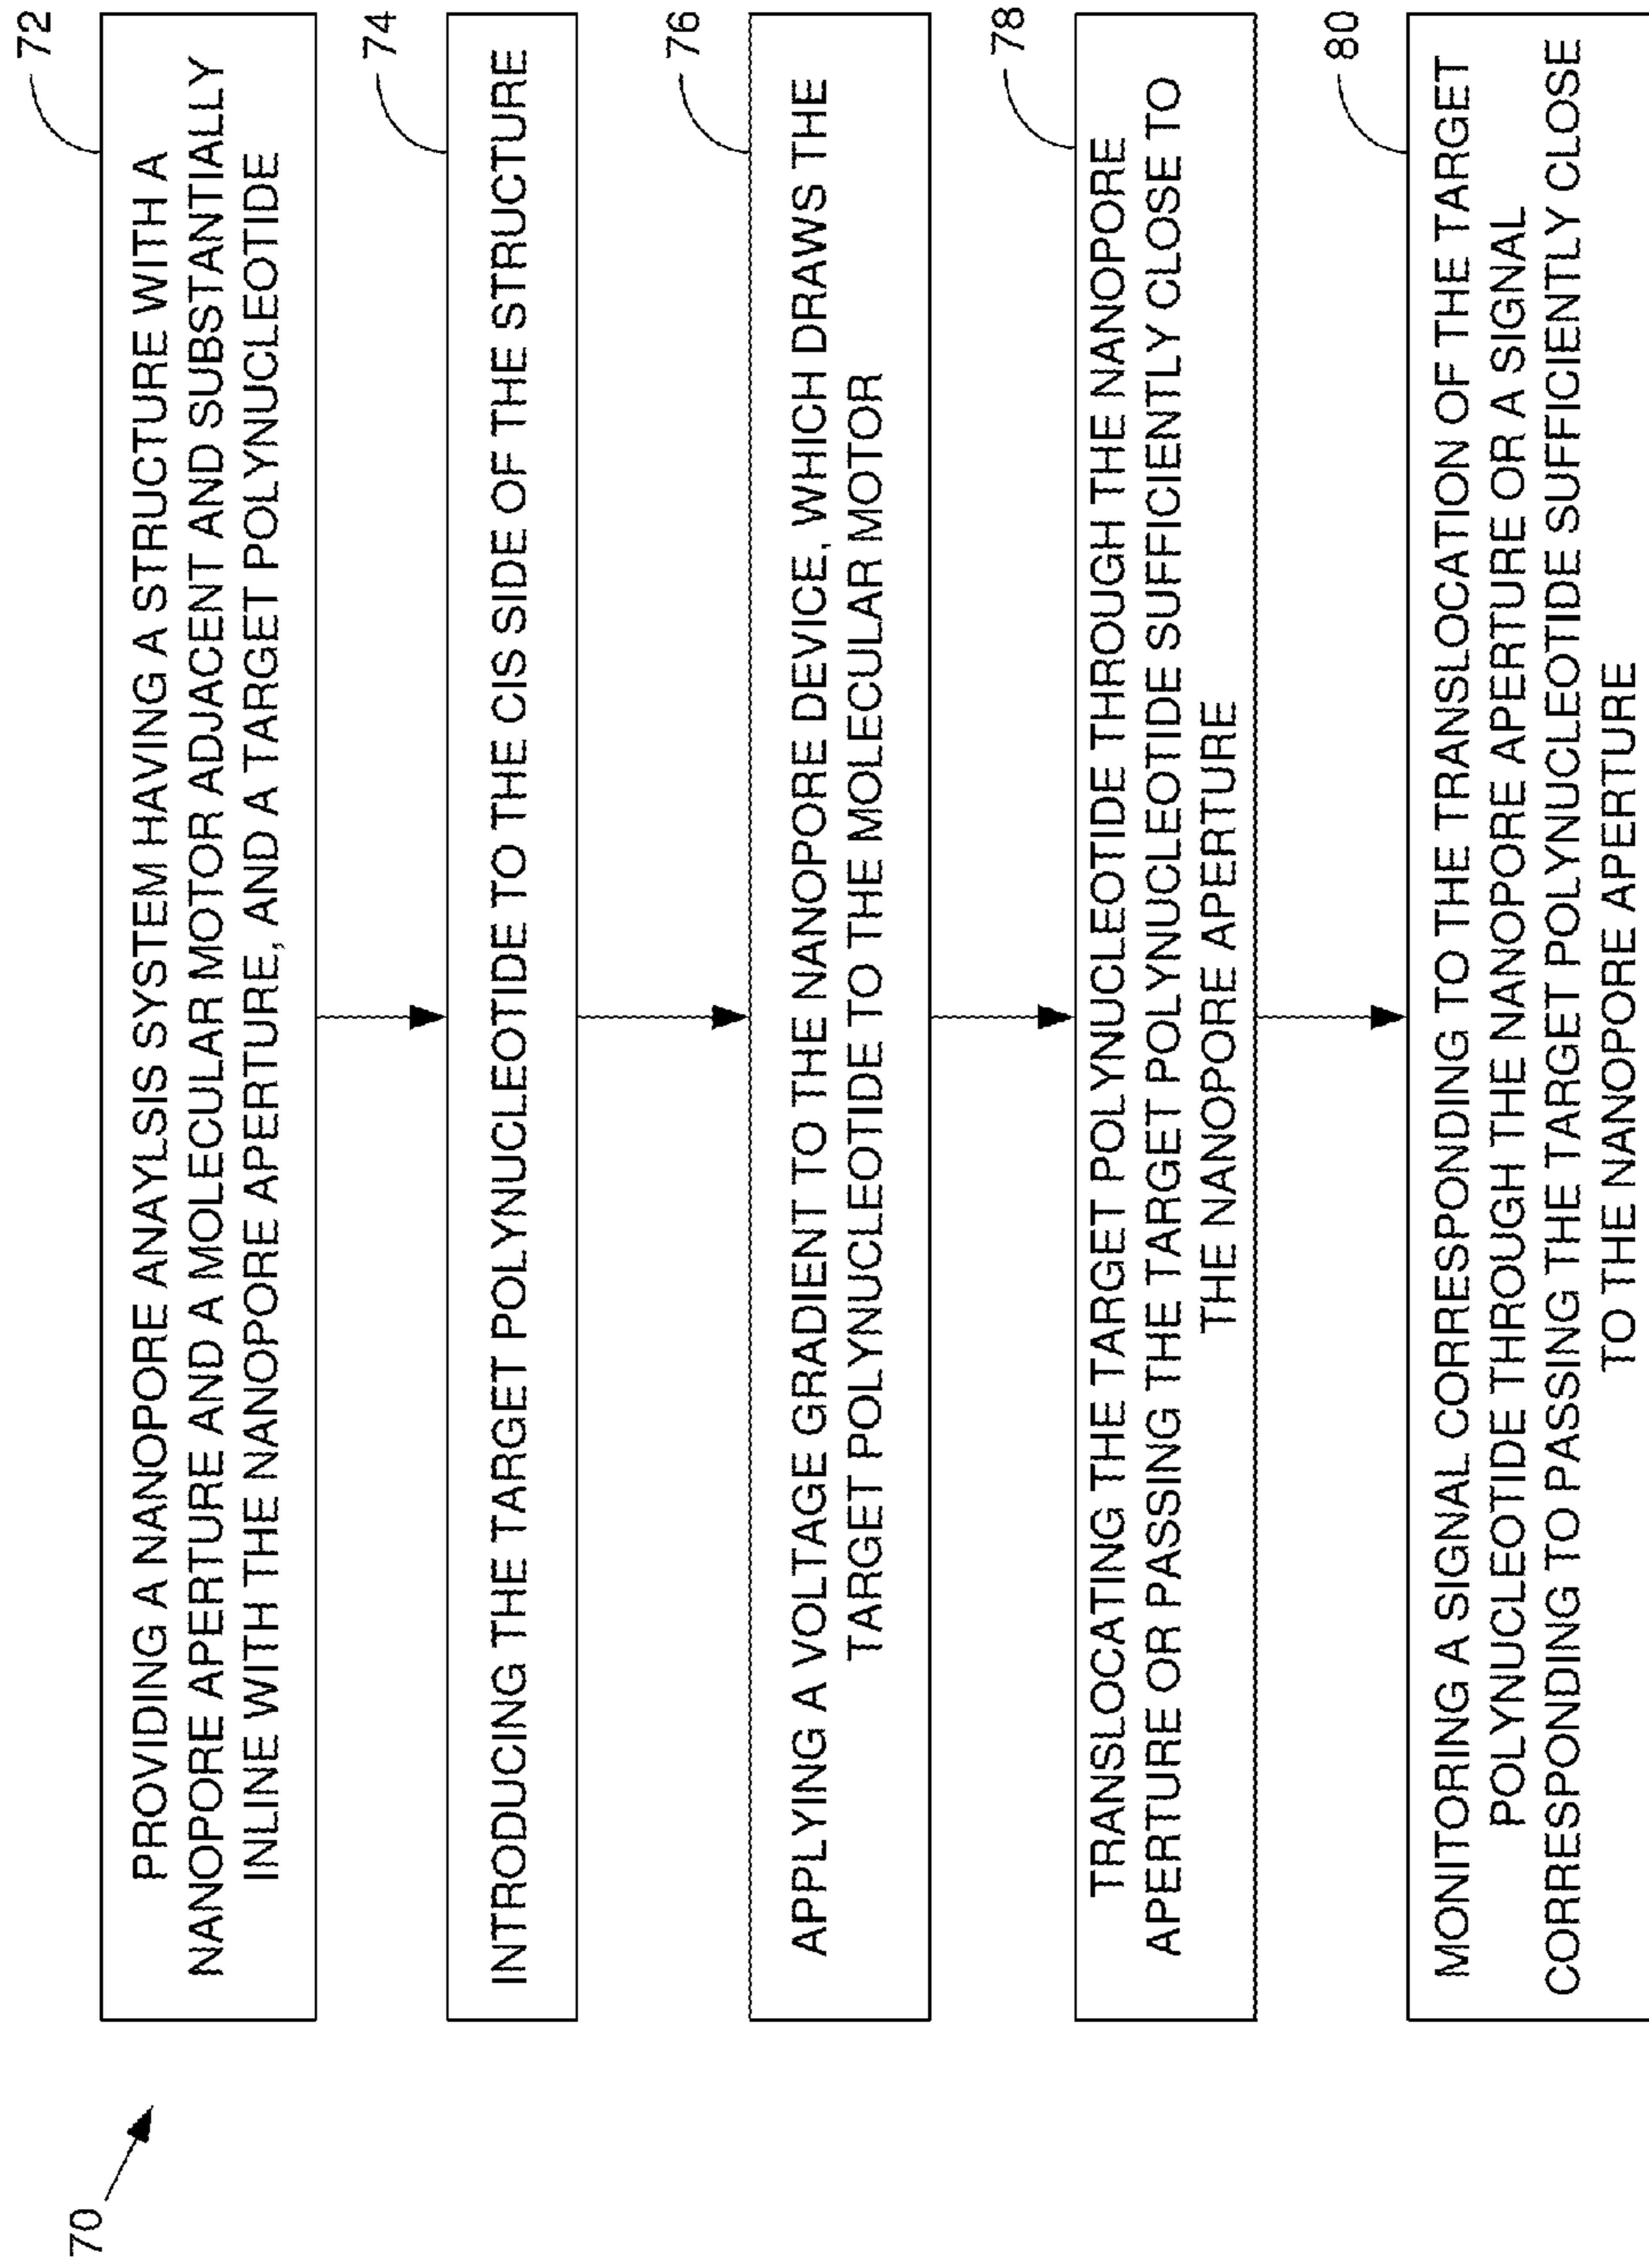 70
72
PROVIDING A NANOPORE ANAYLSIS SYSTEM HAVING A STRUCTURE WITH A
NANOPORE APERTURE AND A MOLECULAR MOTOR ADJACENT AND SUBSTANTIALLY
INLINE WITH THE NANOPORE APERTURE, AND A TARGET POLYNUCLEOTIDE
74
INTRODUCING THE TARGET POLYNUCLEOTIDE TO THE CIS SIDE OF THE STRUCTURE
76
APPLYING A VOLTAGE GRADIENT TO THE NANOPORE DEVICE, WHICH DRAWS THE
TARGET POLYNUCLEOTIDE TO THE MOLECULAR MOTOR
78
TRANSLOCATING THE TARGET POLYNUCLEOTIDE THROUGH THE NANOPORE
APERTURE OR PASSING THE TARGET POLYNUCLEOTIDE SUFFICIENTLY CLOSE TO
THE NANOPORE APERTURE
80
MONITORING A SIGNAL CORRESPONDING TO THE TRANSLOCATION OF THE TARGET
POLYNUCLEOTIDE THROUGH THE NANOPORE APERTURE OR A SIGNAL
CORRESPONDING TO PASSING THE TARGET POLYNUCLEOTIDE SUFFICIENTLY CLOSE
TO THE NANOPORE APERTURE